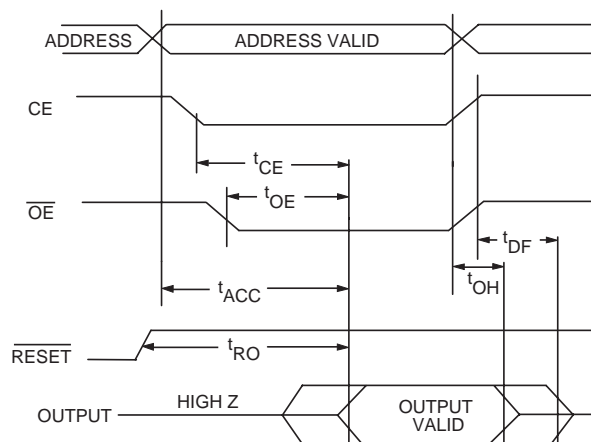 ADDRESS
ADDRESS VALID
CE
tCE
tOE
OE
tDF
tOH
tACC
tRO
RESET
HIGH Z
OUTPUT
OUTPUT
VALID